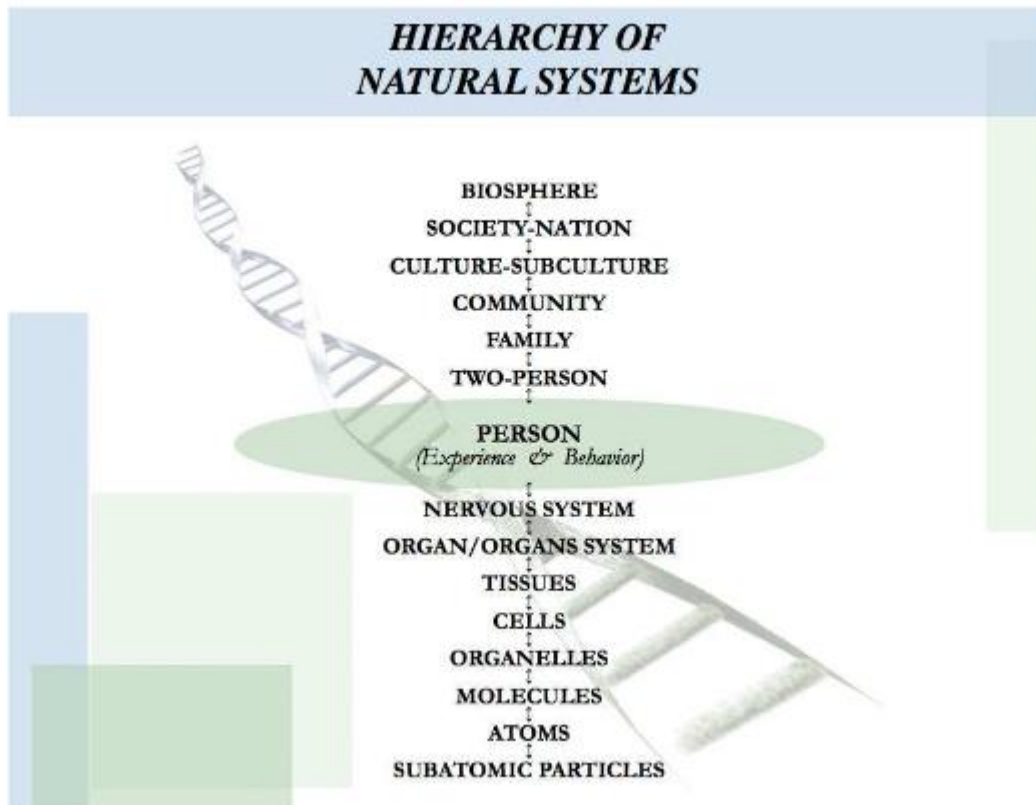 HIERARCHY OF
NATURAL SYSTEMS
BIOSPHERE
SOCIETY-NATION
CULTURE-SUBCULTURE
COMMUNITY
FAMILY
TWO-PERSON
PERSON
(Experience & Behavior)
NERVOUS SYSTEM
ORGAN/ORGANS SYSTEM
TISSUES
CELLS
ORGANELLES
MOLECULES
ATOMS
SUBATOMIC PARTICLES